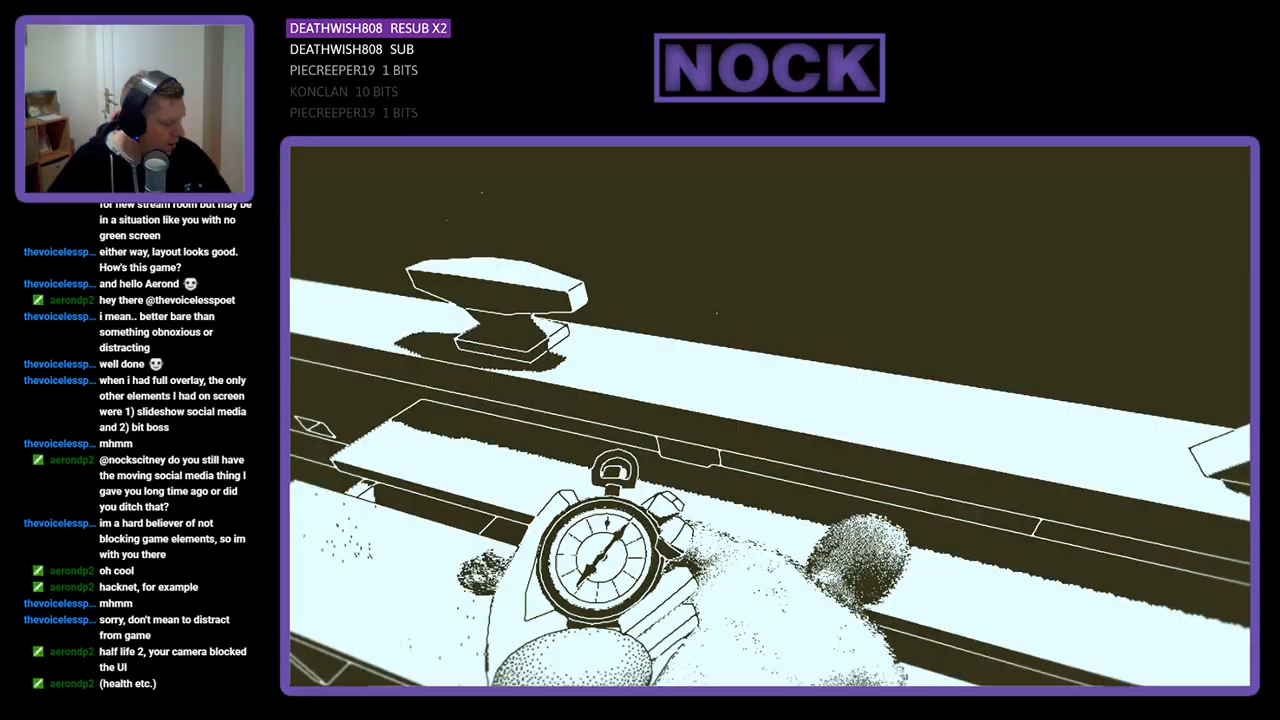 DEATHWISH808 RESUB X2
DEATHWISH808 SUB
PIECREEPER19 1 BITS
KONCLAN 10 BITS
PIECREEPER19 1 BITS
NOCK
for new stream room but may be
in a situation like you with no
green screen
thevoicelessp... either way, layout looks good.
How's this game?
thevoicelessp... and hello Aerond
aerondp2 hey there @thevoicelesspoet
thevoicelessp... i mean.. better bare than
something obnoxious or
distracting
thevoicelessp... well done
thevoicelessp... when i had full overlay, the only
other elements I had on screen
were 1) slideshow social media
and 2) bit boss
thevoicelessp... mhmm
aerondp2 @nockscitney do you still have
the moving social media thing I
gave you long time ago or did
you ditch that?
thevoicelessp... im a hard believer of not
blocking game elements, so im
with you there
aerondp2 oh cool
aerondp2 hacknet, for example
thevoicelessp... mhmm
thevoicelessp... sorry, don't mean to distract
from game
aerondp2 half life 2, your camera blocked
the UI
aerondp2 (health etc.)